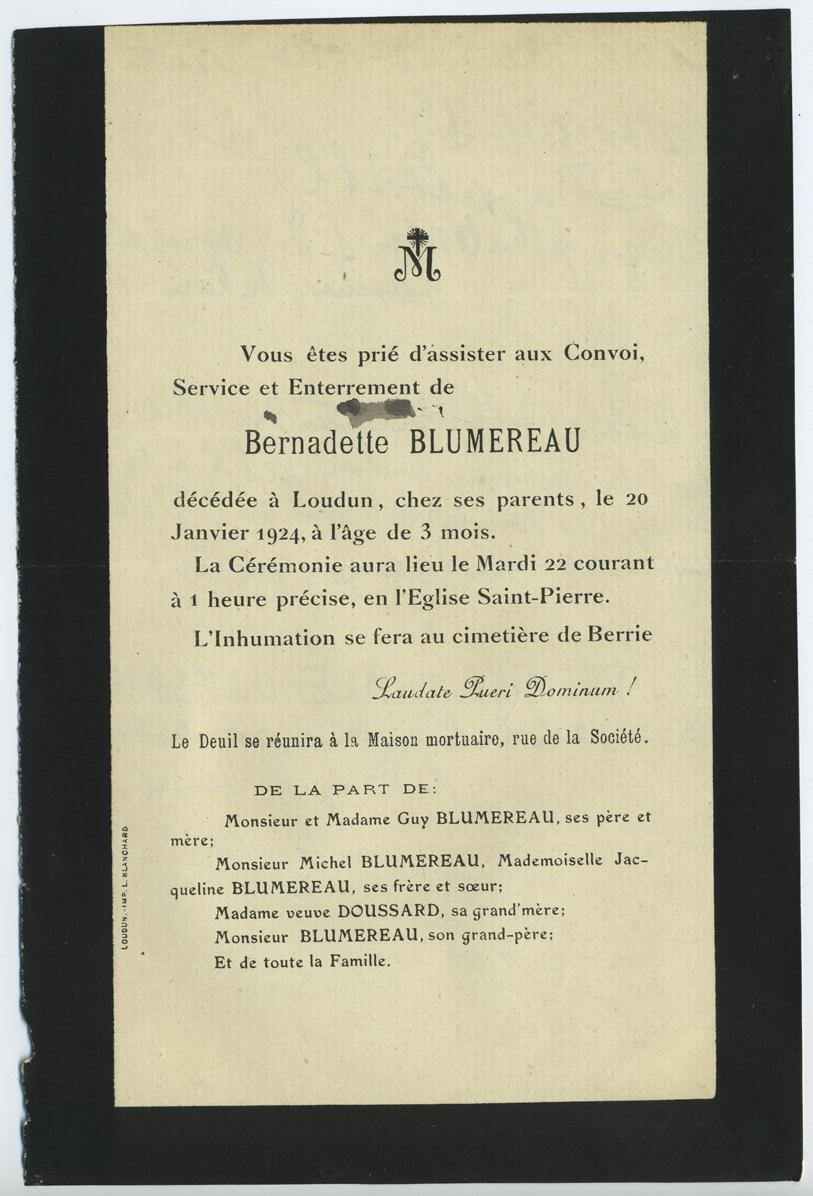 M
Vous êtes prié d'assister aux Convoi,
Service et Enterrement de
Bernadette BLUMEREAU
décédée à Loudun, chez ses parents, le 20
Janvier 1924, à l'âge de 3 mois.
La Cérémonie aura lieu le Mardi 22 courant
à 1 heure précise, en l'Eglise Saint-Pierre.
L'Inhumation se fera au cimetière de Berrie
Laudate Pueri Dominum !
Le Deuil se réunira à la Maison mortuaire, rue de la Société.
DE LA PART DE:
Monsieur et Madame Guy BLUMEREAU, ses père et
mère;
Monsieur Michel BLUMEREAU, Mademoiselle Jac-
queline BLUMEREAU, ses frère et sœur;
Madame veuve DOUSSARD, sa grand'mère;
Monsieur BLUMEREAU, son grand-père;
Et de toute la Famille.
LOUDUN.-IMP. L. BLANCHARD